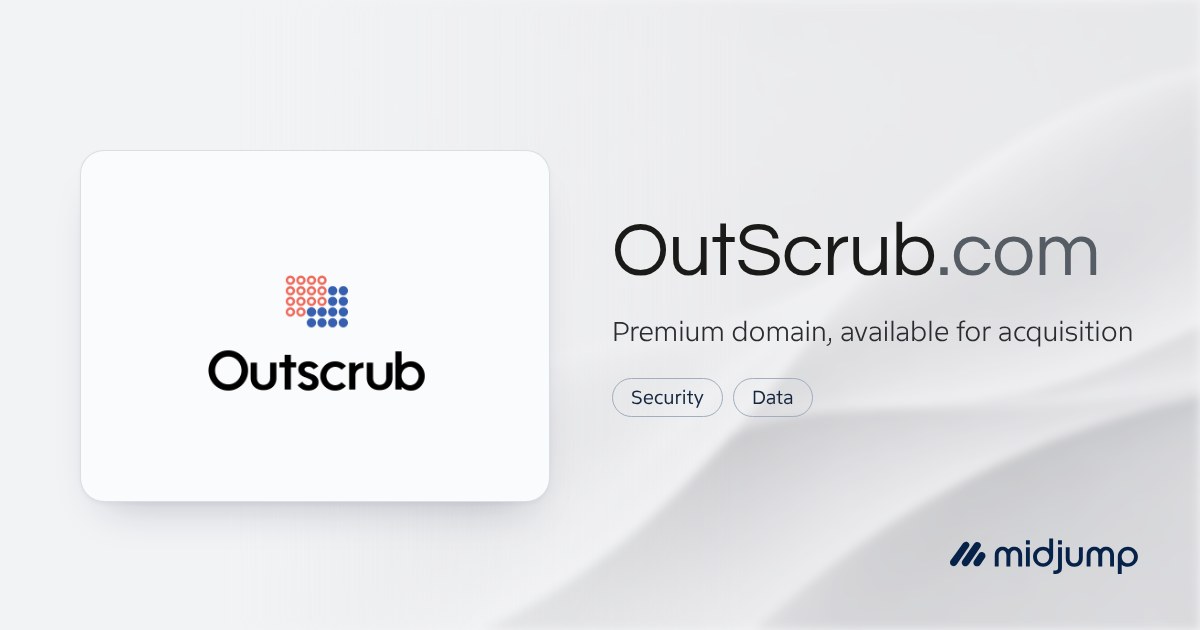 Outscrub
OutScrub.com
Premium domain, available for acquisition
Security
Data
midjump